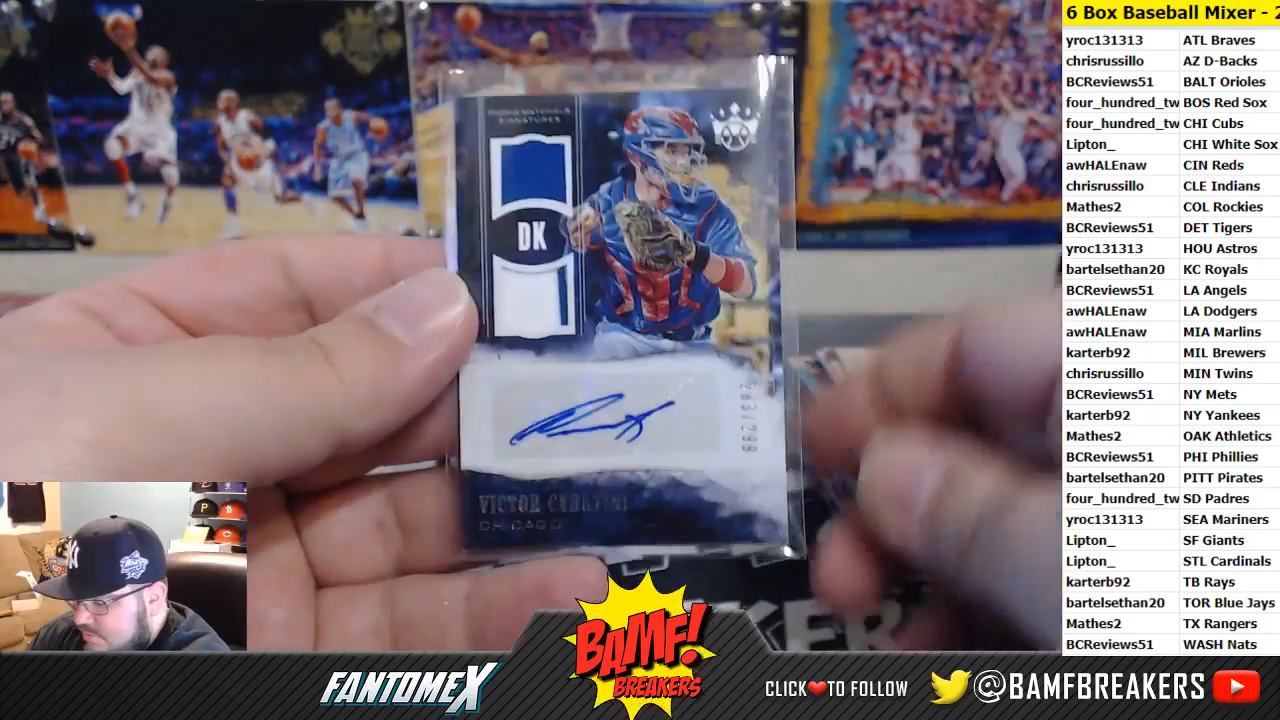 6 Box Baseball Mixer - 2
yroc131313 ATL Braves
chrisrussillo AZ D-Backs
BCReviews51 BALT Orioles
four_hundred_tw BOS Red Sox
four_hundred_tw CHI Cubs
Lipton_ CHI White Sox
awHALEnaw CIN Reds
chrisrussillo CLE Indians
Mathes2 COL Rockies
BCReviews51 DET Tigers
yroc131313 HOU Astros
bartelsethan20 KC Royals
BCReviews51 LA Angels
awHALEnaw LA Dodgers
awHALEnaw MIA Marlins
karterb92 MIL Brewers
chrisrussillo MIN Twins
BCReviews51 NY Mets
karterb92 NY Yankees
Mathes2 OAK Athletics
BCReviews51 PHI Phillies
bartelsethan20 PITT Pirates
four_hundred_tw SD Padres
yroc131313 SEA Mariners
Lipton_ SF Giants
Lipton_ STL Cardinals
karterb92 TB Rays
bartelsethan20 TOR Blue Jays
Mathes2 TX Rangers
BCReviews51 WASH Nats
SIGNATURES
DK
VICTOR CARATINI
CHICAGO
FANTOMEX
BAMF!
BREAKERS
CLICK❤TO FOLLOW
@BAMFBREAKERS